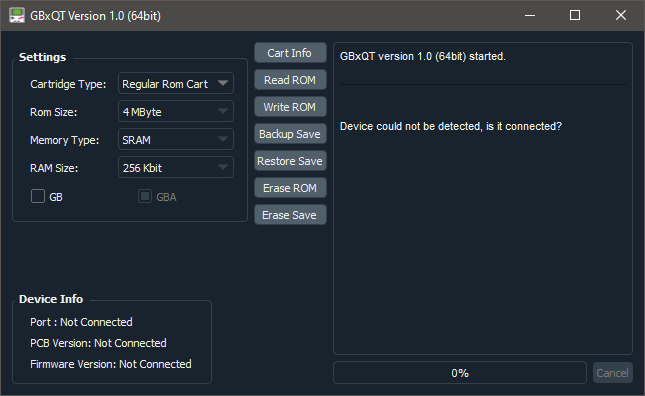 GBxQT Version 1.0 (64bit)
Settings
Cartridge Type: Regular Rom Cart
Rom Size: 4 MByte
Memory Type: SRAM
RAM Size: 256 Kbit
GB GBA
Cart Info
Read ROM
Write ROM
Backup Save
Restore Save
Erase ROM
Erase Save
GBxQT version 1.0 (64bit) started.
Device could not be detected, is it connected?
Device Info
Port : Not Connected
PCB Version: Not Connected
Firmware Version: Not Connected
0%
Cancel